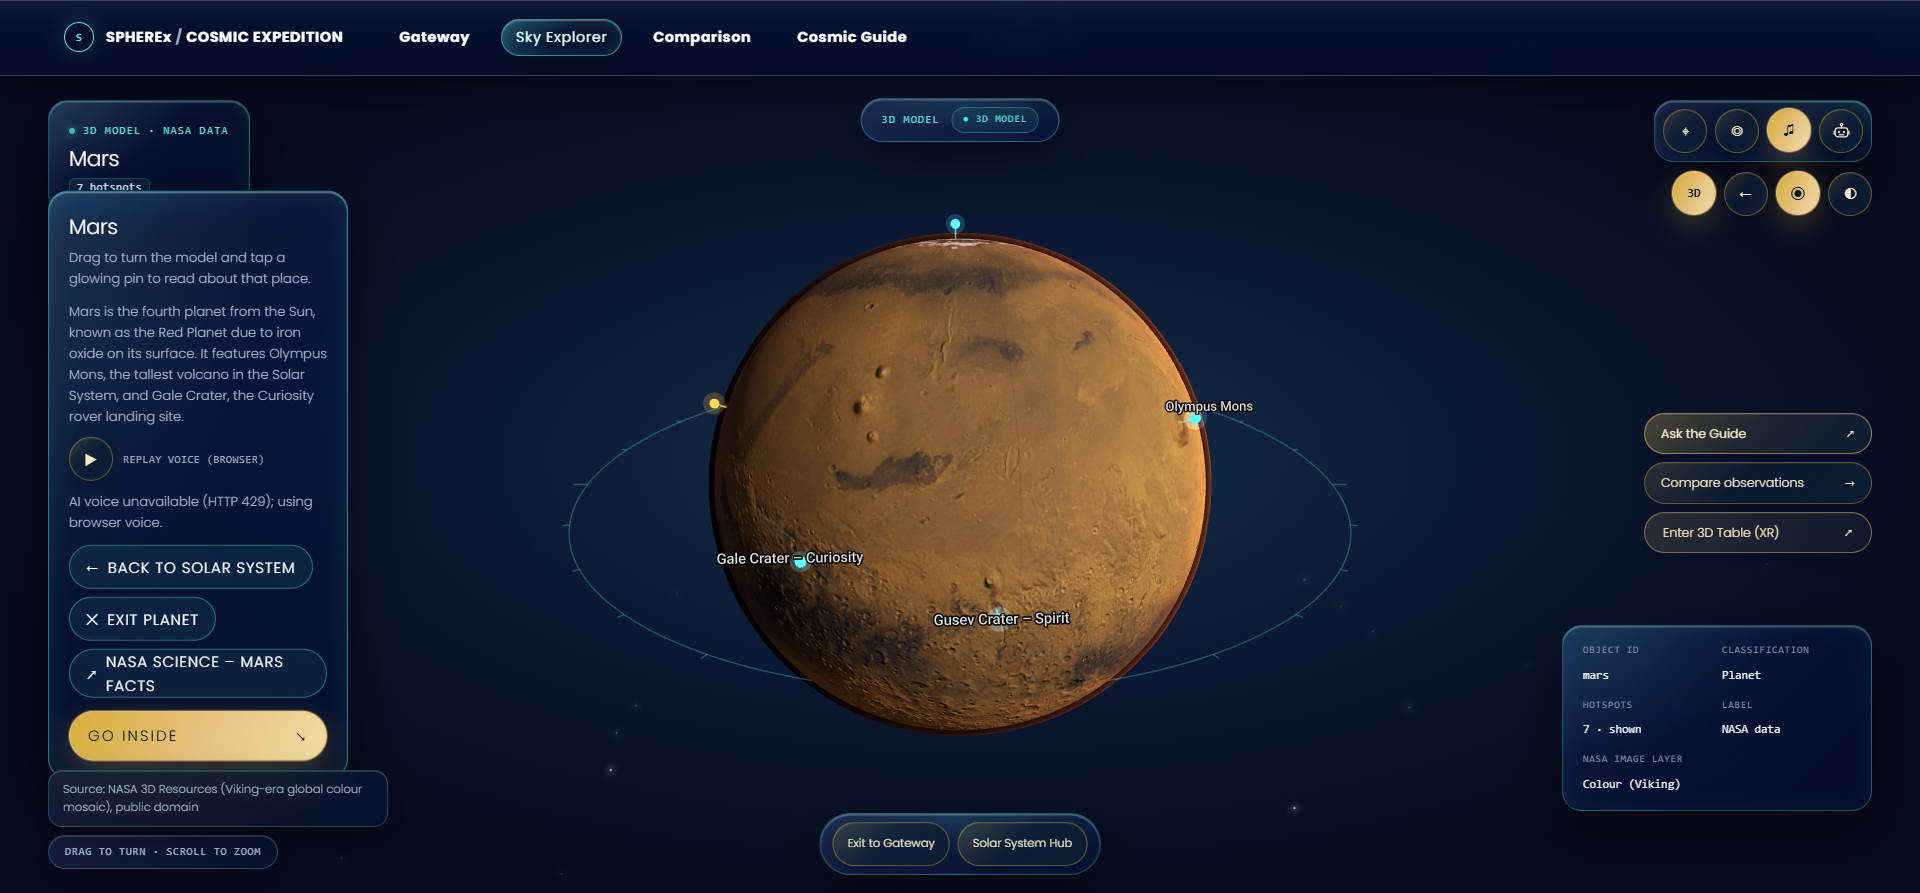 S SPHEREx / COSMIC EXPEDITION Gateway Sky Explorer Comparison Cosmic Guide
3D MODEL · NASA DATA
Mars
7 hotspots
Mars
Drag to turn the model and tap a
glowing pin to read about that place.
Mars is the fourth planet from the Sun,
known as the Red Planet due to iron
oxide on its surface. It features Olympus
Mons, the tallest volcano in the Solar
System, and Gale Crater, the Curiosity
rover landing site.
REPLAY VOICE (BROWSER)
AI voice unavailable (HTTP 429); using
browser voice.
← BACK TO SOLAR SYSTEM
✕ EXIT PLANET
↗ NASA SCIENCE – MARS
FACTS
GO INSIDE ↘
Source: NASA 3D Resources (Viking-era global colour
mosaic), public domain
DRAG TO TURN · SCROLL TO ZOOM
3D MODEL • 3D MODEL
Olympus Mons
Gale Crater – Curiosity
Gusev Crater – Spirit
Exit to Gateway Solar System Hub
3D ←
Ask the Guide ↗
Compare observations →
Enter 3D Table (XR) ↗
OBJECT ID CLASSIFICATION
mars Planet
HOTSPOTS LABEL
7 · shown NASA data
NASA IMAGE LAYER
Colour (Viking)